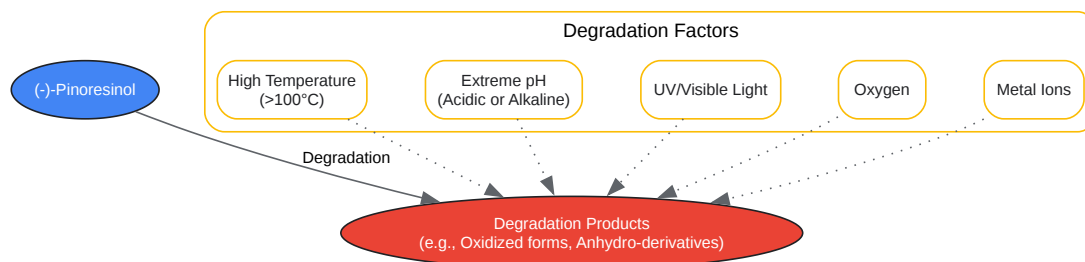 Degradation Factors
(-)-Pinoresinol
High Temperature
(>100°C)
Extreme pH
(Acidic or Alkaline)
UV/Visible Light
Oxygen
Metal Ions
Degradation
Degradation Products
(e.g., Oxidized forms, Anhydro-derivatives)